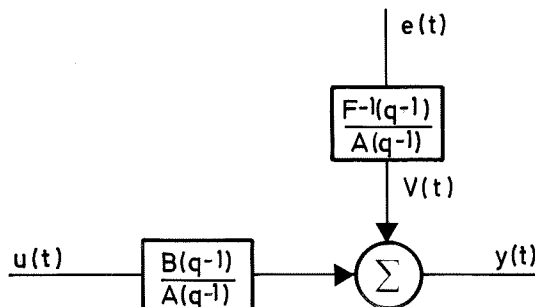 e(t)
F-1(q-1)
A(q-1)
V(t)
u(t)
B(q-1)
A(q-1)
Σ
y(t)